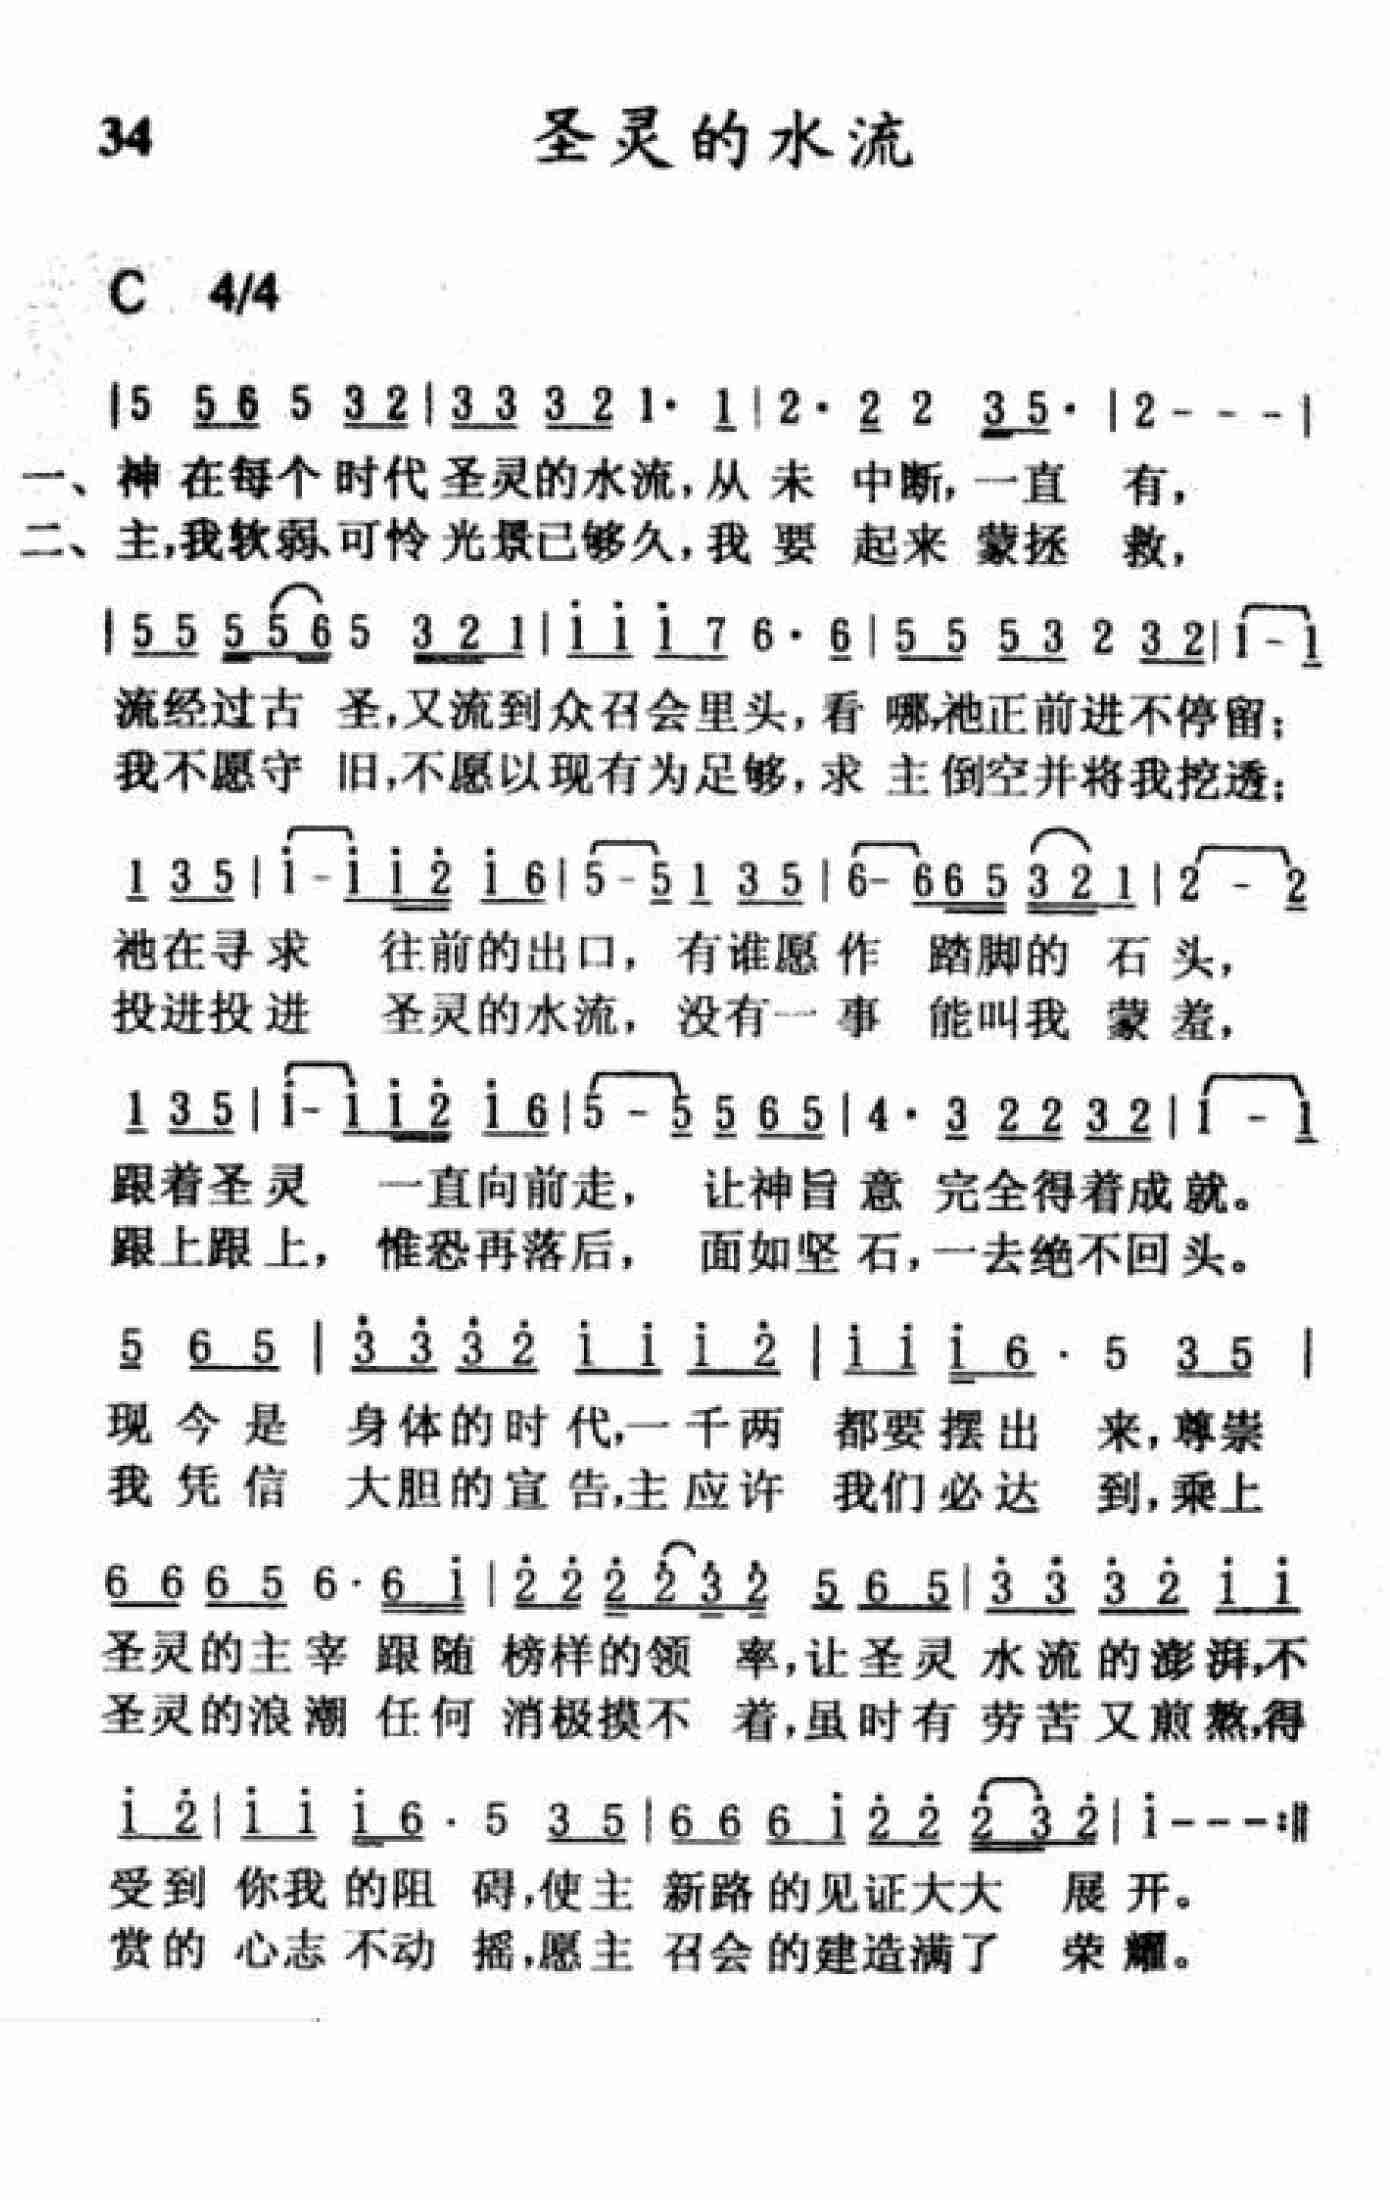 34 圣灵的水流
C 4/4
|5 5 6 5 3 2|3 3 3 2 1· 1|2· 2 2 3 5·|2 - - -|
一、神在每个时代圣灵的水流,从未中断,一直有,
二、主,我软弱、可怜光景已够久,我要起来蒙拯救,
|5 5 5 5 6 5 3 2 1|i i i 7 6· 6|5 5 5 3 2 3 2|1 - 1
流经过古圣,又流到众召会里头,看哪,祂正前进不停留;
我不愿守旧,不愿以现有为足够,求主倒空并将我挖透;
1 3 5|i - i i 2̇ i 6|5 - 5 1 3 5|6 - 6 6 5 3 2 1|2 - 2
祂在寻求往前的出口,有谁愿作踏脚的石头,
投进投进圣灵的水流,没有一事能叫我蒙羞,
1 3 5|i - i i 2̇ i 6|5 - 5 5 6 5|4· 3 2 2 3 2|1 - 1
跟着圣灵一直向前走,让神旨意完全得着成就。
跟上跟上,惟恐再落后,面如坚石,一去绝不回头。
5 6 5|3̇ 3̇ 3̇ 2̇ i i i 2̇|i i i 6· 5 3 5|
现今是身体的时代,一千两都要摆出来,尊崇
我凭信大胆的宣告,主应许我们必达到,乘上
6 6 6 5 6· 6 i|2̇ 2̇ 2̇ 2̇ 3̇ 2̇ 5 6 5|3̇ 3̇ 3̇ 2̇ i i
圣灵的主宰跟随榜样的领率,让圣灵水流的澎湃,不
圣灵的浪潮任何消极摸不着,虽时有劳苦又煎熬,得
i 2̇|i i i 6· 5 3 5|6 6 6 i 2̇ 2̇ 2̇ 3̇ 2̇|i - - - :||
受到你我的阻碍,使主新路的见证大大展开。
赏的心志不动摇,愿主召会的建造满了荣耀。